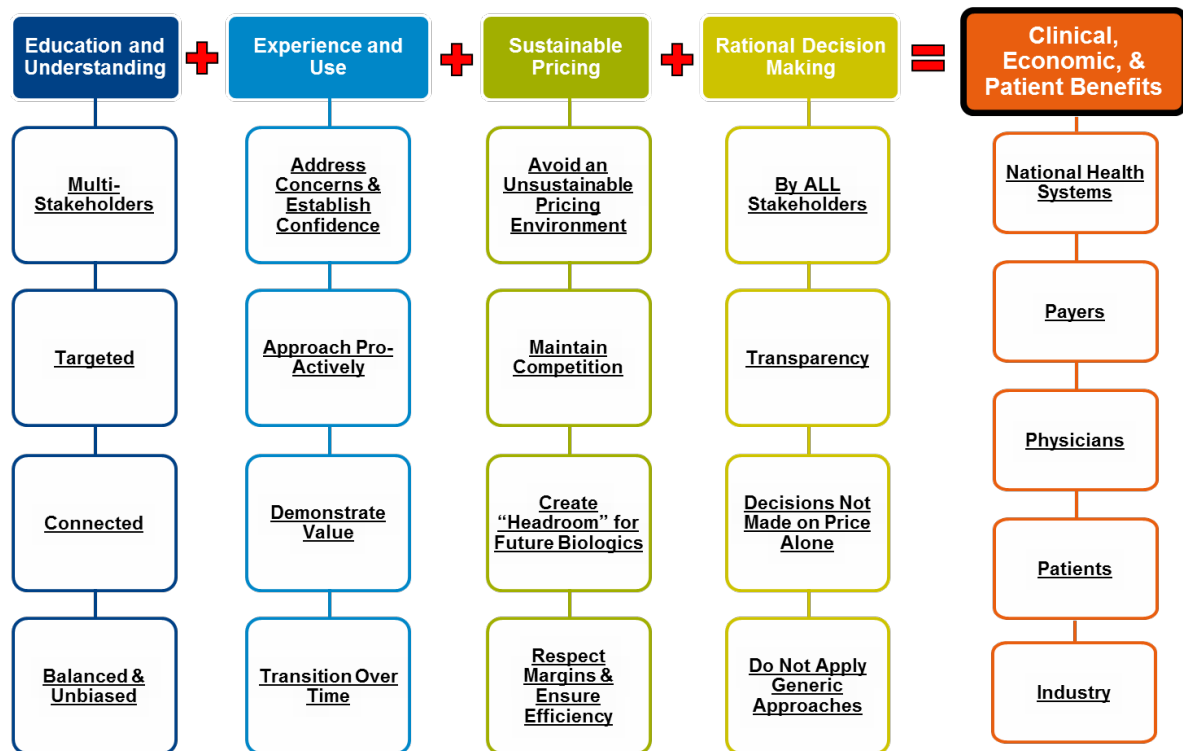 Education and
Understanding
+
Experience and
Use
+
Sustainable
Pricing
+
Rational Decision
Making
=
Clinical,
Economic, &
Patient Benefits
Multi-
Stakeholders
Targeted
Connected
Balanced &
Unbiased
Address
Concerns &
Establish
Confidence
Approach Pro-
Actively
Demonstrate
Value
Transition Over
Time
Avoid an
Unsustainable
Pricing
Environment
Maintain
Competition
Create
“Headroom” for
Future Biologics
Respect
Margins &
Ensure
Efficiency
By ALL
Stakeholders
Transparency
Decisions Not
Made on Price
Alone
Do Not Apply
Generic
Approaches
National Health
Systems
Payers
Physicians
Patients
Industry